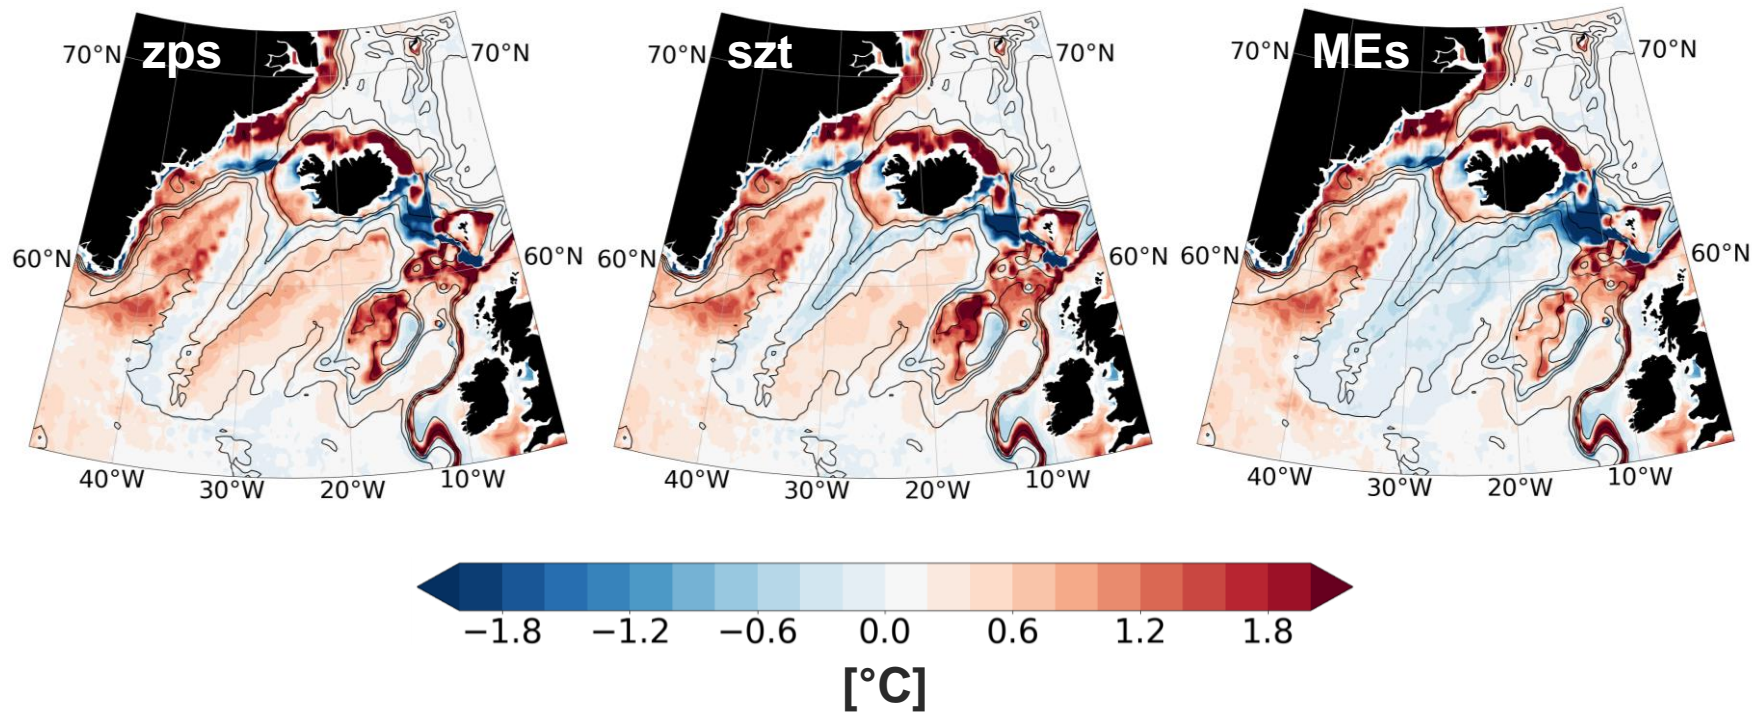 zps szt MEs
70°N 70°N 70°N 70°N 70°N 70°N
60°N 60°N 60°N 60°N 60°N 60°N
40°W 30°W 20°W 10°W 40°W 30°W 20°W 10°W 40°W 30°W 20°W 10°W
−1.8 −1.2 −0.6 0.0 0.6 1.2 1.8
[°C]